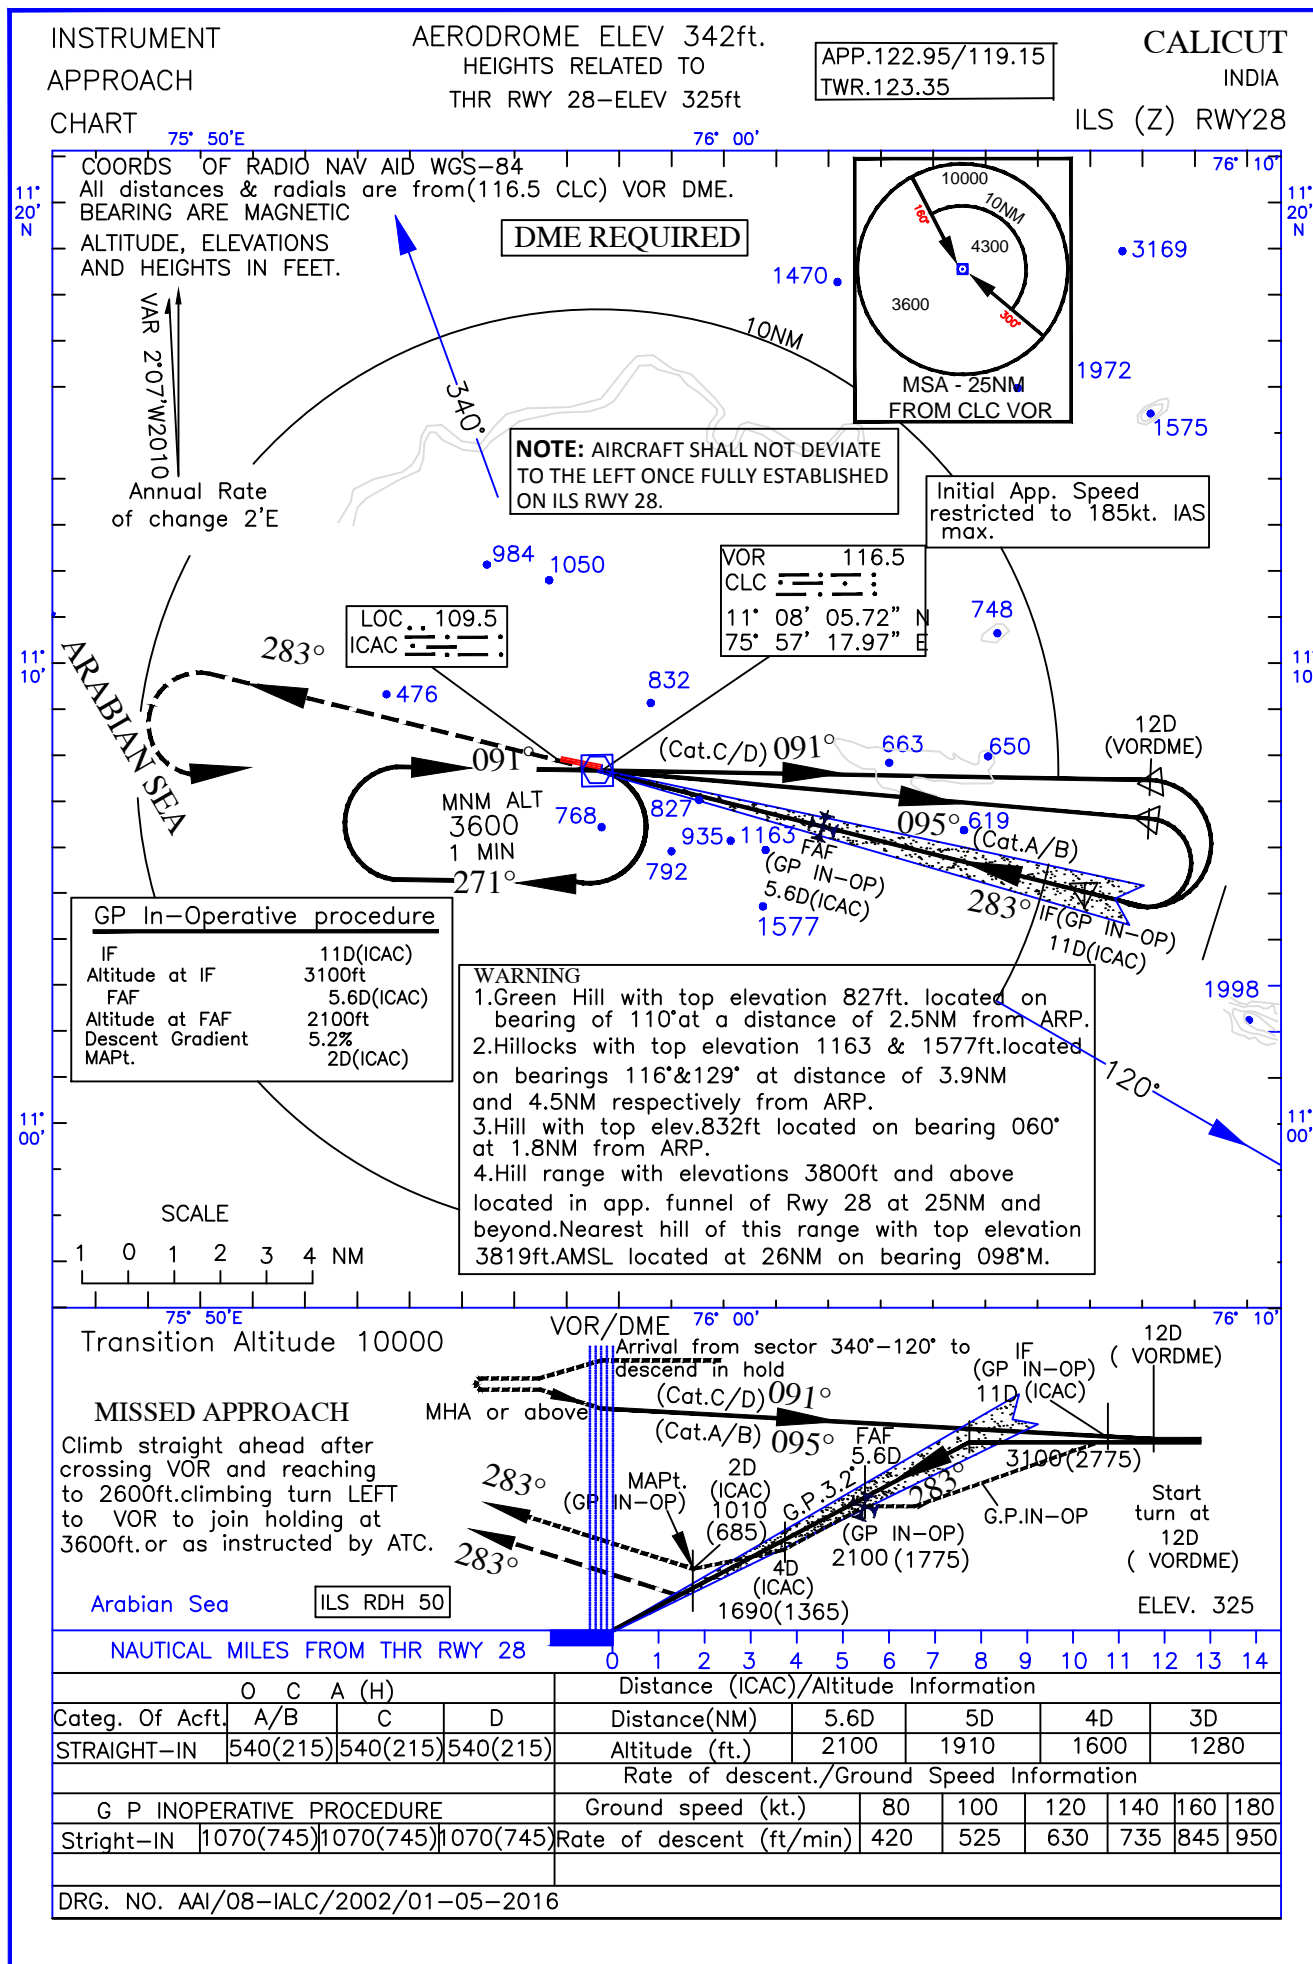 INSTRUMENT
APPROACH
CHART
AERODROME ELEV 342ft.
HEIGHTS RELATED TO
THR RWY 28-ELEV 325ft
APP.122.95/119.15
TWR.123.35
CALICUT
INDIA
ILS (Z) RWY28
75° 50'E
76° 00'
76° 10'
11°
20'
N
11°
20'
N
COORDS OF RADIO NAV AID WGS-84
All distances & radials are from(116.5 CLC) VOR DME.
BEARING ARE MAGNETIC
ALTITUDE, ELEVATIONS
AND HEIGHTS IN FEET.
DME REQUIRED
10000
10NM
160°
4300
3600
300°
MSA - 25NM
FROM CLC VOR
1470
3169
1972
1575
VAR 2°07'W2010
Annual Rate
of change 2'E
340°
10NM
NOTE: AIRCRAFT SHALL NOT DEVIATE
TO THE LEFT ONCE FULLY ESTABLISHED
ON ILS RWY 28.
Initial App. Speed
restricted to 185kt. IAS
max.
984
1050
VOR 116.5
CLC
11° 08' 05.72" N
75° 57' 17.97" E
748
LOC 109.5
ICAC
283°
11°
10'
11°
10
ARABIAN SEA
476
832
091°
(Cat.C/D) 091°
663
650
12D
(VORDME)
MNM ALT
3600
1 MIN
271°
768
827
935
1163
792
1577
095°
619
(Cat.A/B)
FAF
(GP IN-OP)
5.6D(ICAC)
283°
IF(GP IN-OP)
11D(ICAC)
1998
GP In-Operative procedure
IF 11D(ICAC)
Altitude at IF 3100ft
FAF 5.6D(ICAC)
Altitude at FAF 2100ft
Descent Gradient 5.2%
MAPt. 2D(ICAC)
WARNING
1.Green Hill with top elevation 827ft. located on
bearing of 110°at a distance of 2.5NM from ARP.
2.Hillocks with top elevation 1163 & 1577ft.located
on bearings 116°&129° at distance of 3.9NM
and 4.5NM respectively from ARP.
3.Hill with top elev.832ft located on bearing 060°
at 1.8NM from ARP.
4.Hill range with elevations 3800ft and above
located in app. funnel of Rwy 28 at 25NM and
beyond.Nearest hill of this range with top elevation
3819ft.AMSL located at 26NM on bearing 098°M.
120°
11°
00'
11°
00'
SCALE
1 0 1 2 3 4 NM
75° 50'E
76° 00'
76° 10'
Transition Altitude 10000
VOR/DME
Arrival from sector 340°-120° to
descend in hold
MHA or above
(Cat.C/D) 091°
(Cat.A/B) 095°
IF
(GP IN-OP)
11D (ICAC)
12D
( VORDME)
MISSED APPROACH
Climb straight ahead after
crossing VOR and reaching
to 2600ft.climbing turn LEFT
to VOR to join holding at
3600ft.or as instructed by ATC.
283°
283°
MAPt.
(GP IN-OP)
2D
(ICAC)
1010
(685)
FAF
5.6D
G.P.3.2°
283°
3100(2775)
G.P.IN-OP
(GP IN-OP)
2100 (1775)
4D
(ICAC)
1690(1365)
Start
turn at
12D
( VORDME)
Arabian Sea
ILS RDH 50
ELEV. 325
NAUTICAL MILES FROM THR RWY 28
0 1 2 3 4 5 6 7 8 9 10 11 12 13 14
O C A (H)
Categ. Of Acft. A/B C D
STRAIGHT-IN 540(215) 540(215) 540(215)
G P INOPERATIVE PROCEDURE
Stright-IN 1070(745) 1070(745) 1070(745)
Distance (ICAC)/Altitude Information
Distance(NM) 5.6D 5D 4D 3D
Altitude (ft.) 2100 1910 1600 1280
Rate of descent./Ground Speed Information
Ground speed (kt.) 80 100 120 140 160 180
Rate of descent (ft/min) 420 525 630 735 845 950
DRG. NO. AAI/08-IALC/2002/01-05-2016